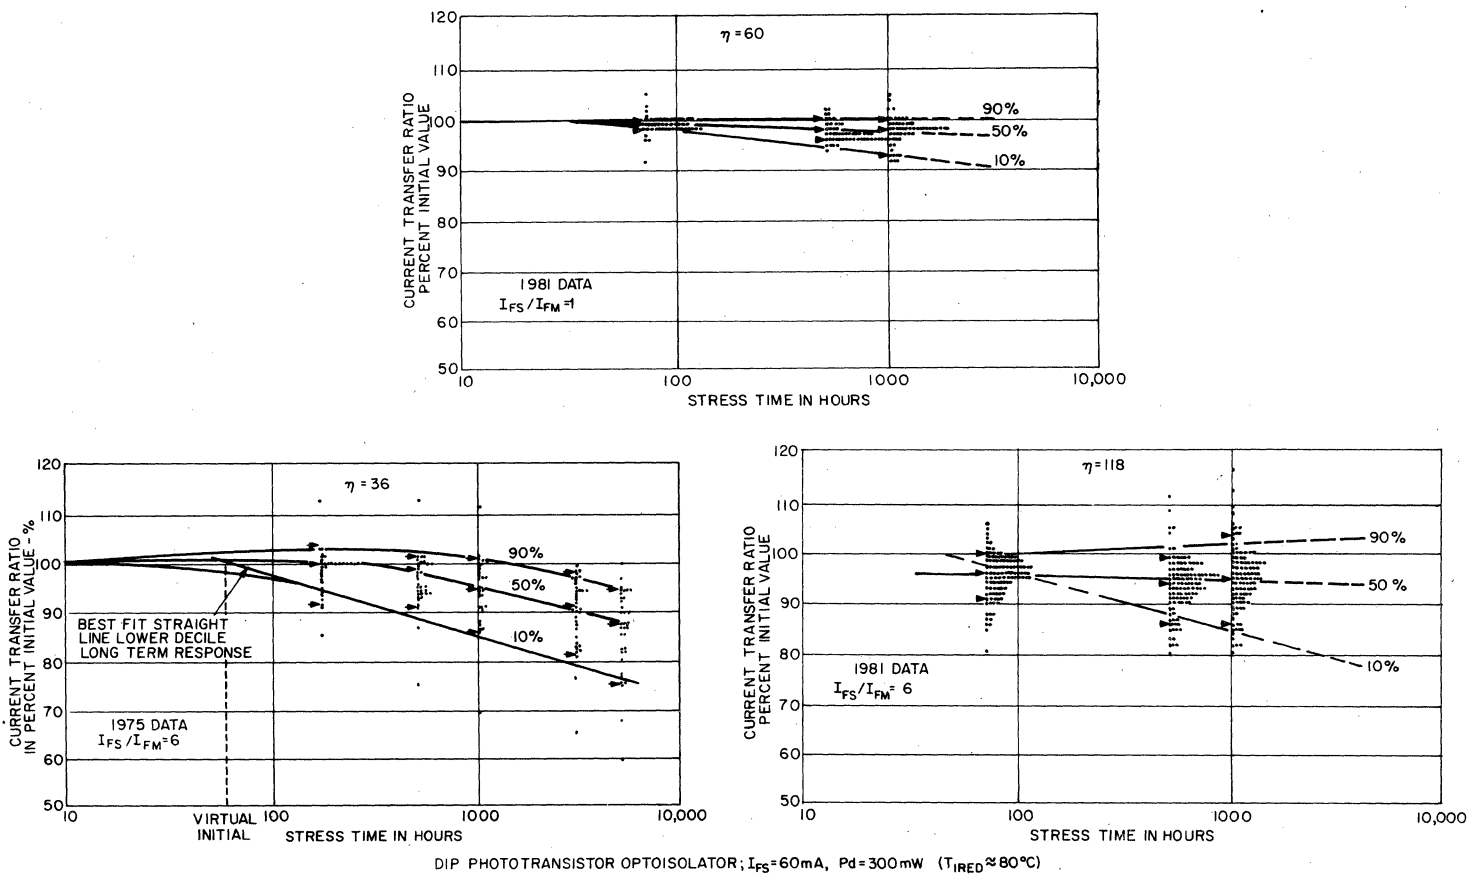 120
110
100
90
80
70
60
50
CURRENT TRANSFER RATIO
PERCENT INITIAL VALUE
η=60
90%
50%
10%
1981 DATA
IFS/IFM=1
10
100
1000
10,000
STRESS TIME IN HOURS
120
110
100
90
80
70
60
50
CURRENT TRANSFER RATIO
IN PERCENT INITIAL VALUE-%
η=36
90%
50%
10%
BEST FIT STRAIGHT
LINE LOWER DECILE
LONG TERM RESPONSE
1975 DATA
IFS/IFM=6
10
100
1000
10,000
VIRTUAL
INITIAL
STRESS TIME IN HOURS
120
110
100
90
80
70
60
50
CURRENT TRANSFER RATIO
PERCENT INITIAL VALUE
η=118
90%
50%
10%
1981 DATA
IFS/IFM=6
10
100
1000
10,000
STRESS TIME IN HOURS
DIP PHOTOTRANSISTOR OPTOISOLATOR; IFS=60mA, Pd=300mW (TIRED≈80°C)